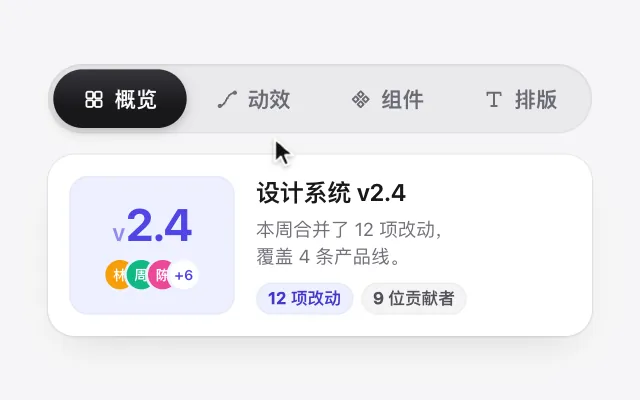 概览 动效 组件 排版
设计系统 v2.4
v2.4
本周合并了 12 项改动,
覆盖 4 条产品线。
林 周 陈 +6
12 项改动 9 位贡献者